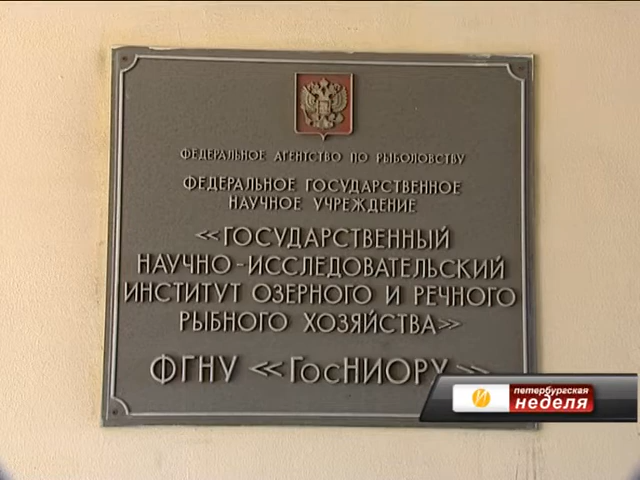 ФЕДЕРАЛЬНОЕ АГЕНТСТВО ПО РЫБОЛОВСТВУ
ФЕДЕРАЛЬНОЕ ГОСУДАРСТВЕННОЕ
НАУЧНОЕ УЧРЕЖДЕНИЕ
«ГОСУДАРСТВЕННЫЙ
НАУЧНО-ИССЛЕДОВАТЕЛЬСКИЙ
ИНСТИТУТ ОЗЕРНОГО И РЕЧНОГО
РЫБНОГО ХОЗЯЙСТВА»
ФГНУ «ГосНИОРХ»
петербургская
неделя